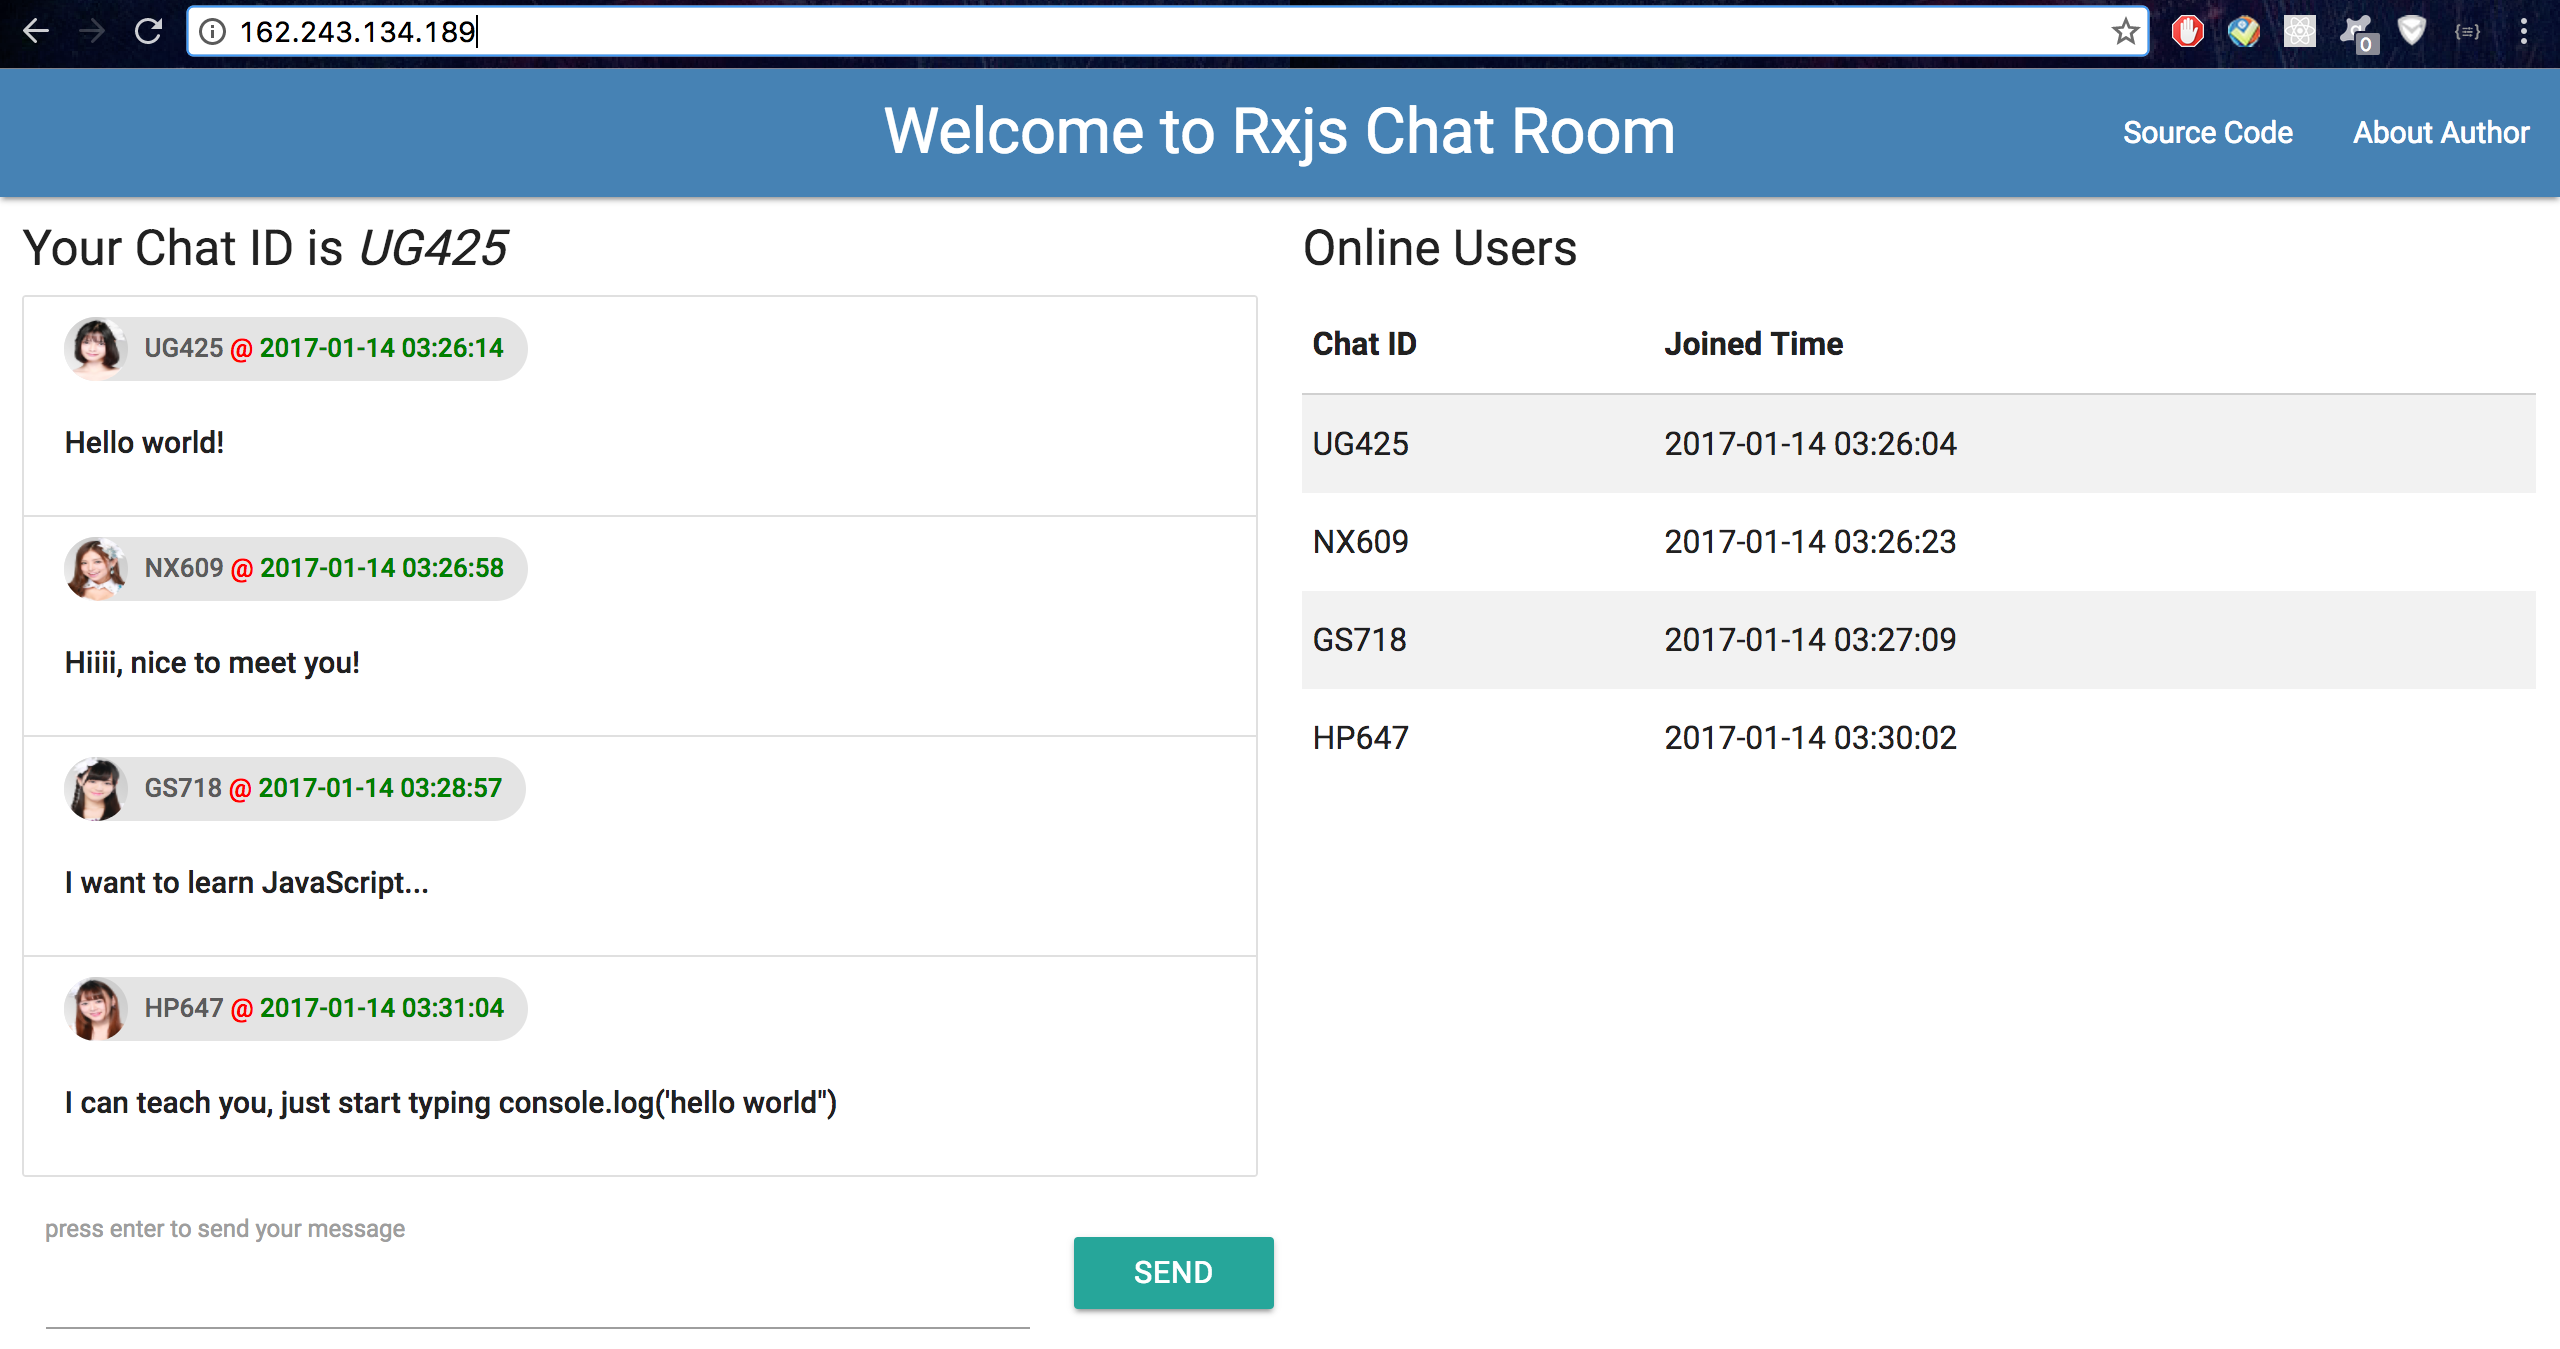 162.243.134.189
0
Welcome to Rxjs Chat Room
Source Code
About Author
Your Chat ID is UG425
UG425 @ 2017-01-14 03:26:14
Hello world!
NX609 @ 2017-01-14 03:26:58
Hiiii, nice to meet you!
GS718 @ 2017-01-14 03:28:57
I want to learn JavaScript...
HP647 @ 2017-01-14 03:31:04
I can teach you, just start typing console.log('hello world")
press enter to send your message
SEND
Online Users
Chat ID Joined Time
UG425 2017-01-14 03:26:04
NX609 2017-01-14 03:26:23
GS718 2017-01-14 03:27:09
HP647 2017-01-14 03:30:02